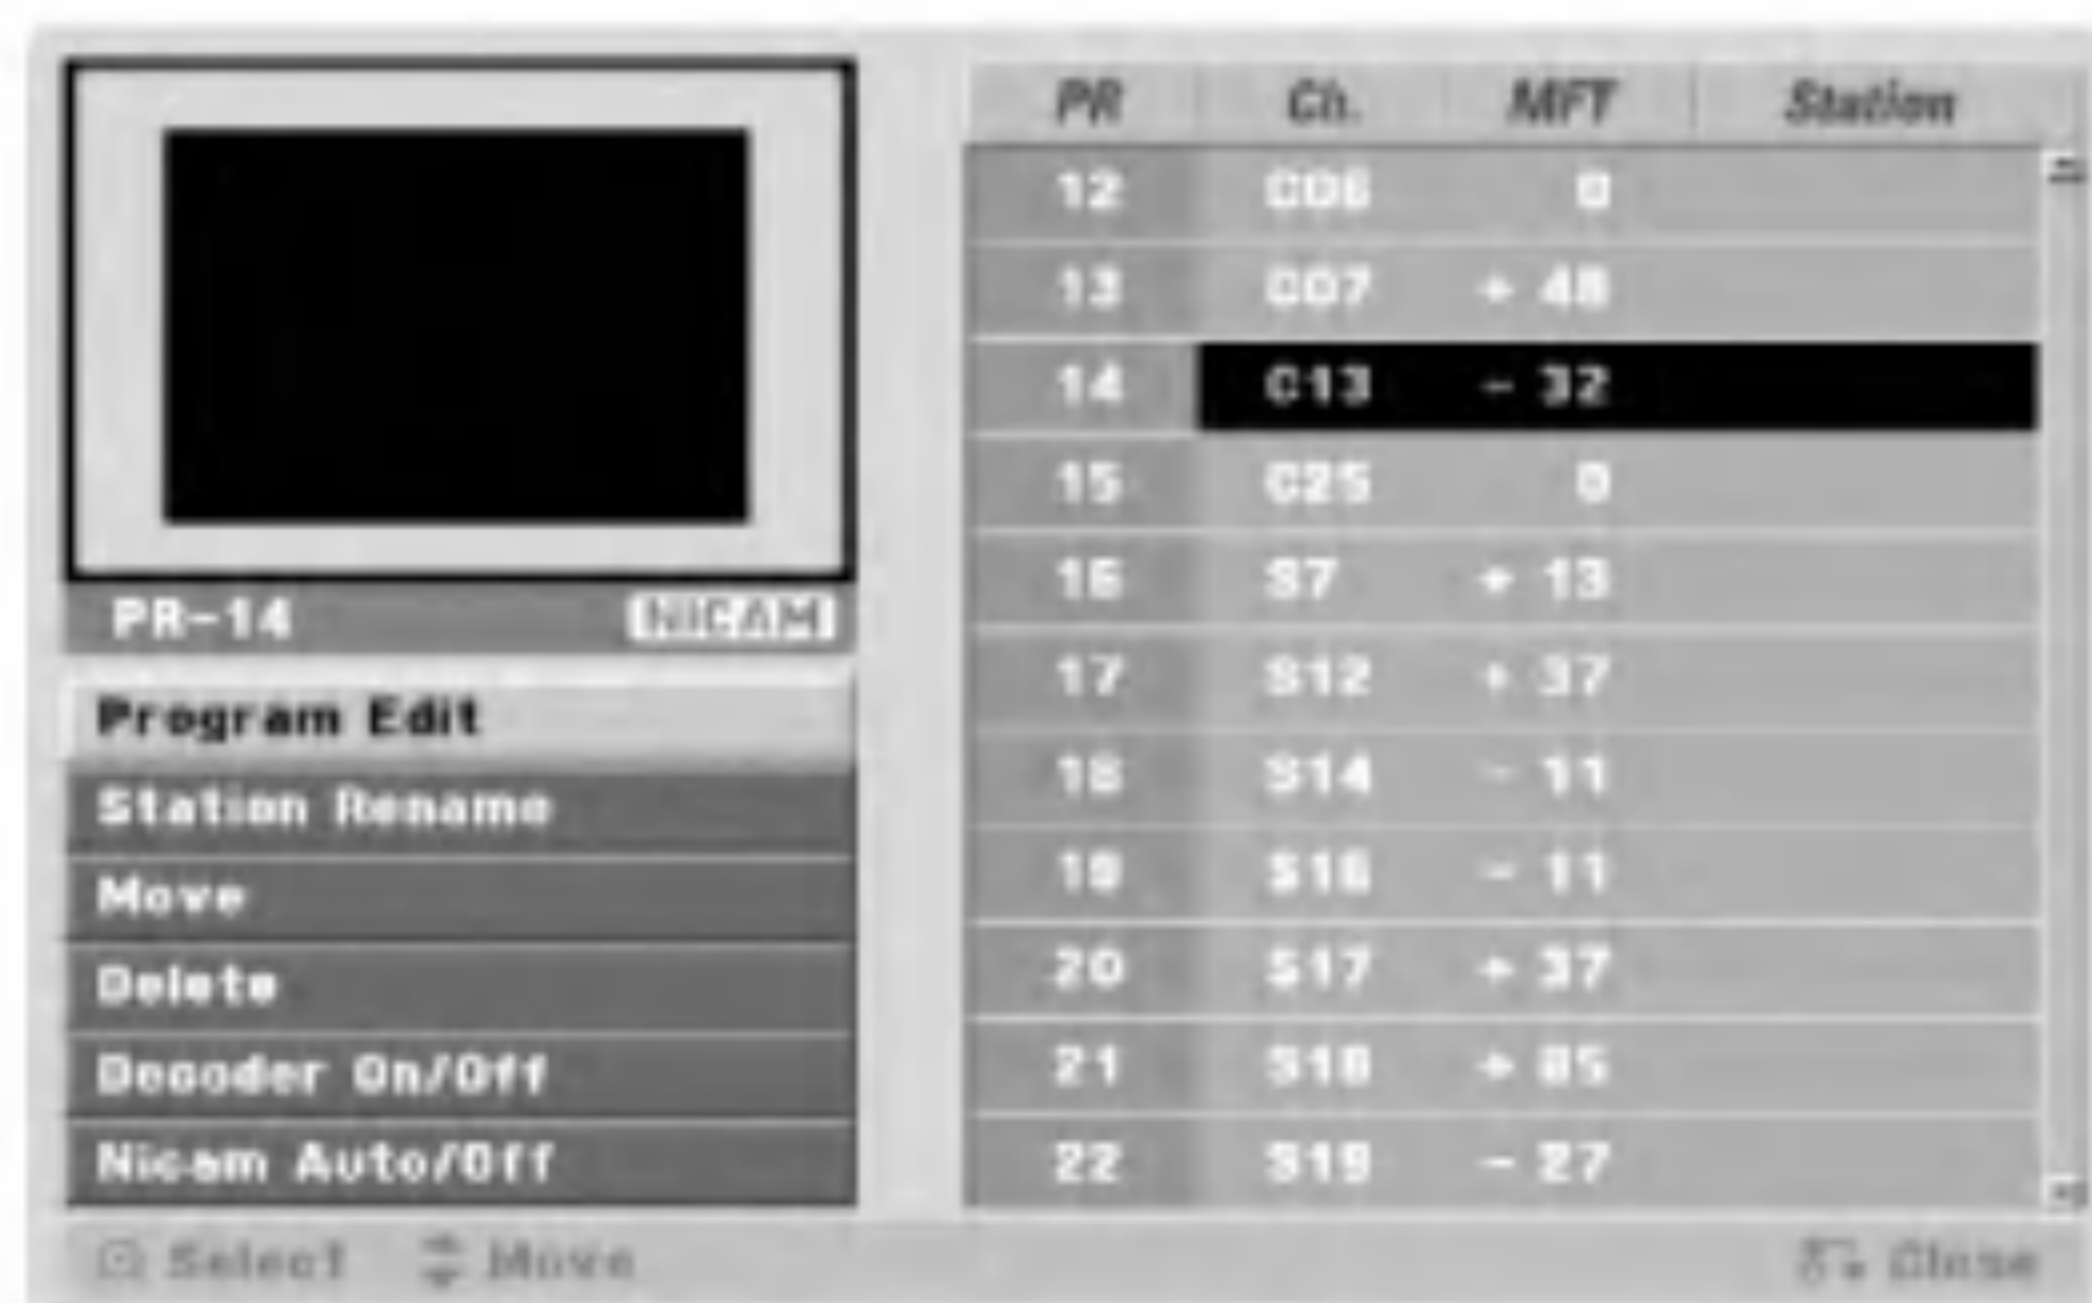 PR-14 NICAM
Program Edit
Station Rename
Move
Delete
Decoder On/Off
Nicam Auto/Off
PR Ch. MFT Station
12 C06 0
13 C07 + 48
14 C13 - 32
15 C25 0
16 S7 + 13
17 S12 + 37
18 S14 - 11
19 S16 - 11
20 S17 + 37
21 S18 + 85
22 S19 - 27
Select Move Close